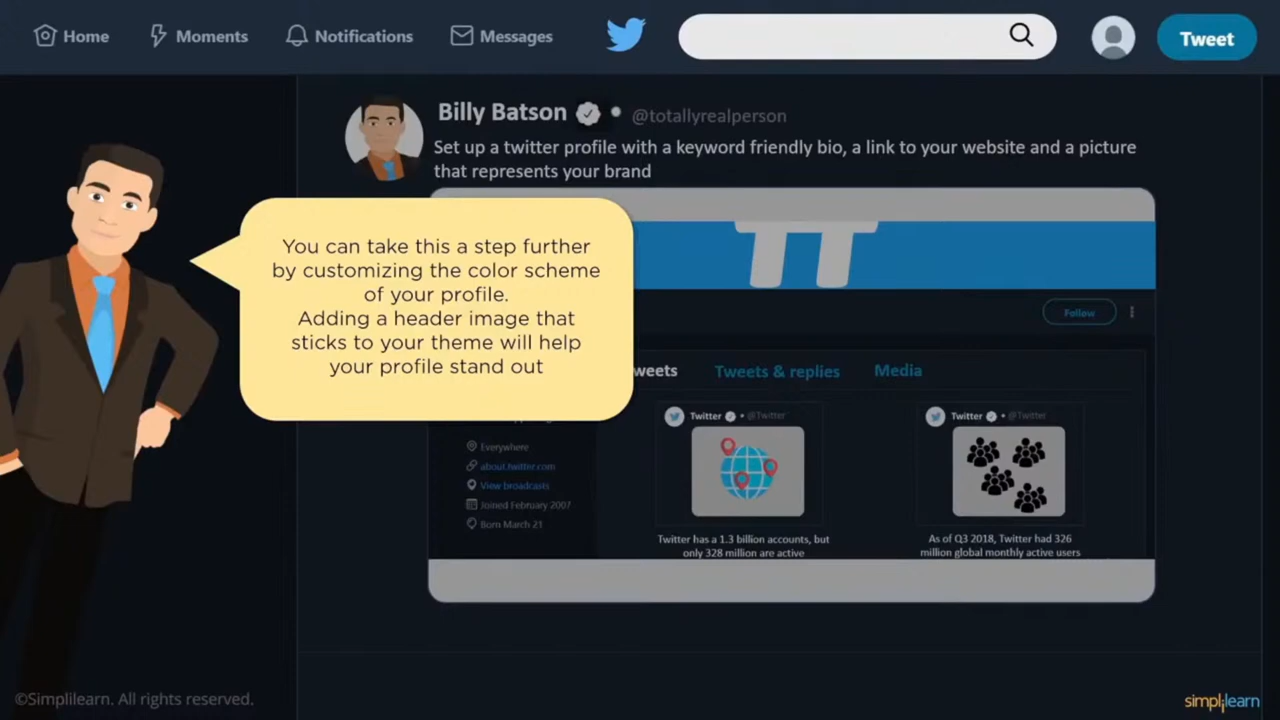 Home
Moments
Notifications
Messages
Tweet
Billy Batson
@totallyrealperson
Set up a twitter profile with a keyword friendly bio, a link to your website and a picture
that represents your brand
You can take this a step further
by customizing the color scheme
of your profile.
Adding a header image that
sticks to your theme will help
your profile stand out
Follow
weets
Tweets & replies
Media
Everywhere
about.twitter.com
View broadcasts
Joined February 2007
Born March 21
Twitter • @Twitter
Twitter has a 1.3 billion accounts, but
only 328 million are active
Twitter • @Twitter
As of Q3 2018, Twitter had 326
million global monthly active users
©Simplilearn. All rights reserved.
simplilearn